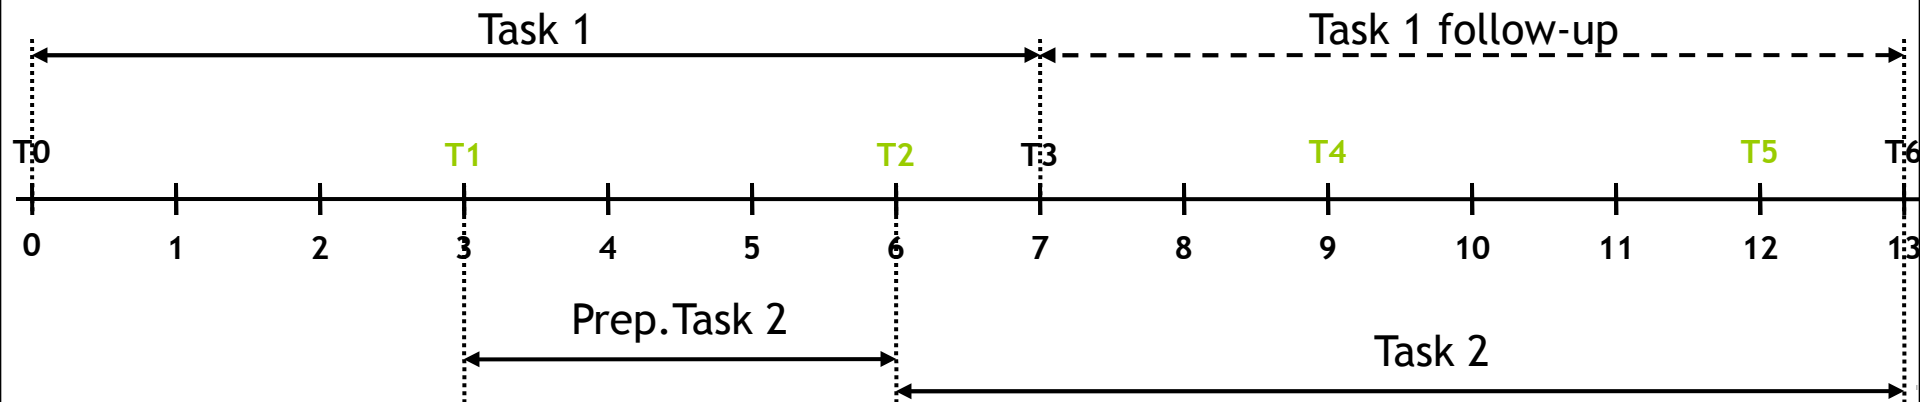 Task 1 Task 1 follow-up
T0 T1 T2 T3 T4 T5 T6
0 1 2 3 4 5 6 7 8 9 10 11 12 13
Prep.Task 2
Task 2